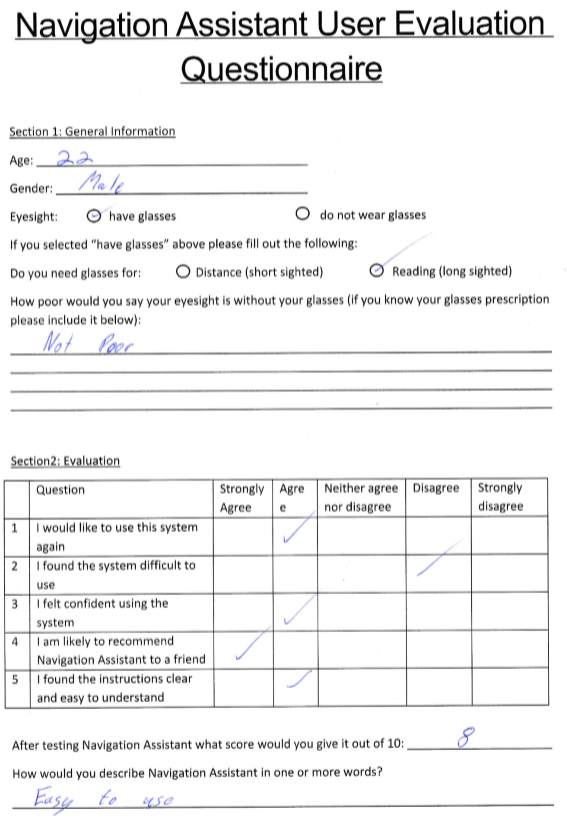 Navigation Assistant User Evaluation
Questionnaire
Section 1: General Information
Age: 22
Gender: Male
Eyesight: have glasses do not wear glasses
If you selected "have glasses" above please fill out the following:
Do you need glasses for: Distance (short sighted) Reading (long sighted)
How poor would you say your eyesight is without your glasses (if you know your glasses prescription
please include it below):
Not Poor
Section2: Evaluation
Question Strongly Agre Neither agree Disagree Strongly
Agree e nor disagree disagree
1 I would like to use this system
again
2 I found the system difficult to
use
3 I felt confident using the
system
4 I am likely to recommend
Navigation Assistant to a friend
5 I found the instructions clear
and easy to understand
After testing Navigation Assistant what score would you give it out of 10: 8
How would you describe Navigation Assistant in one or more words?
Easy to use